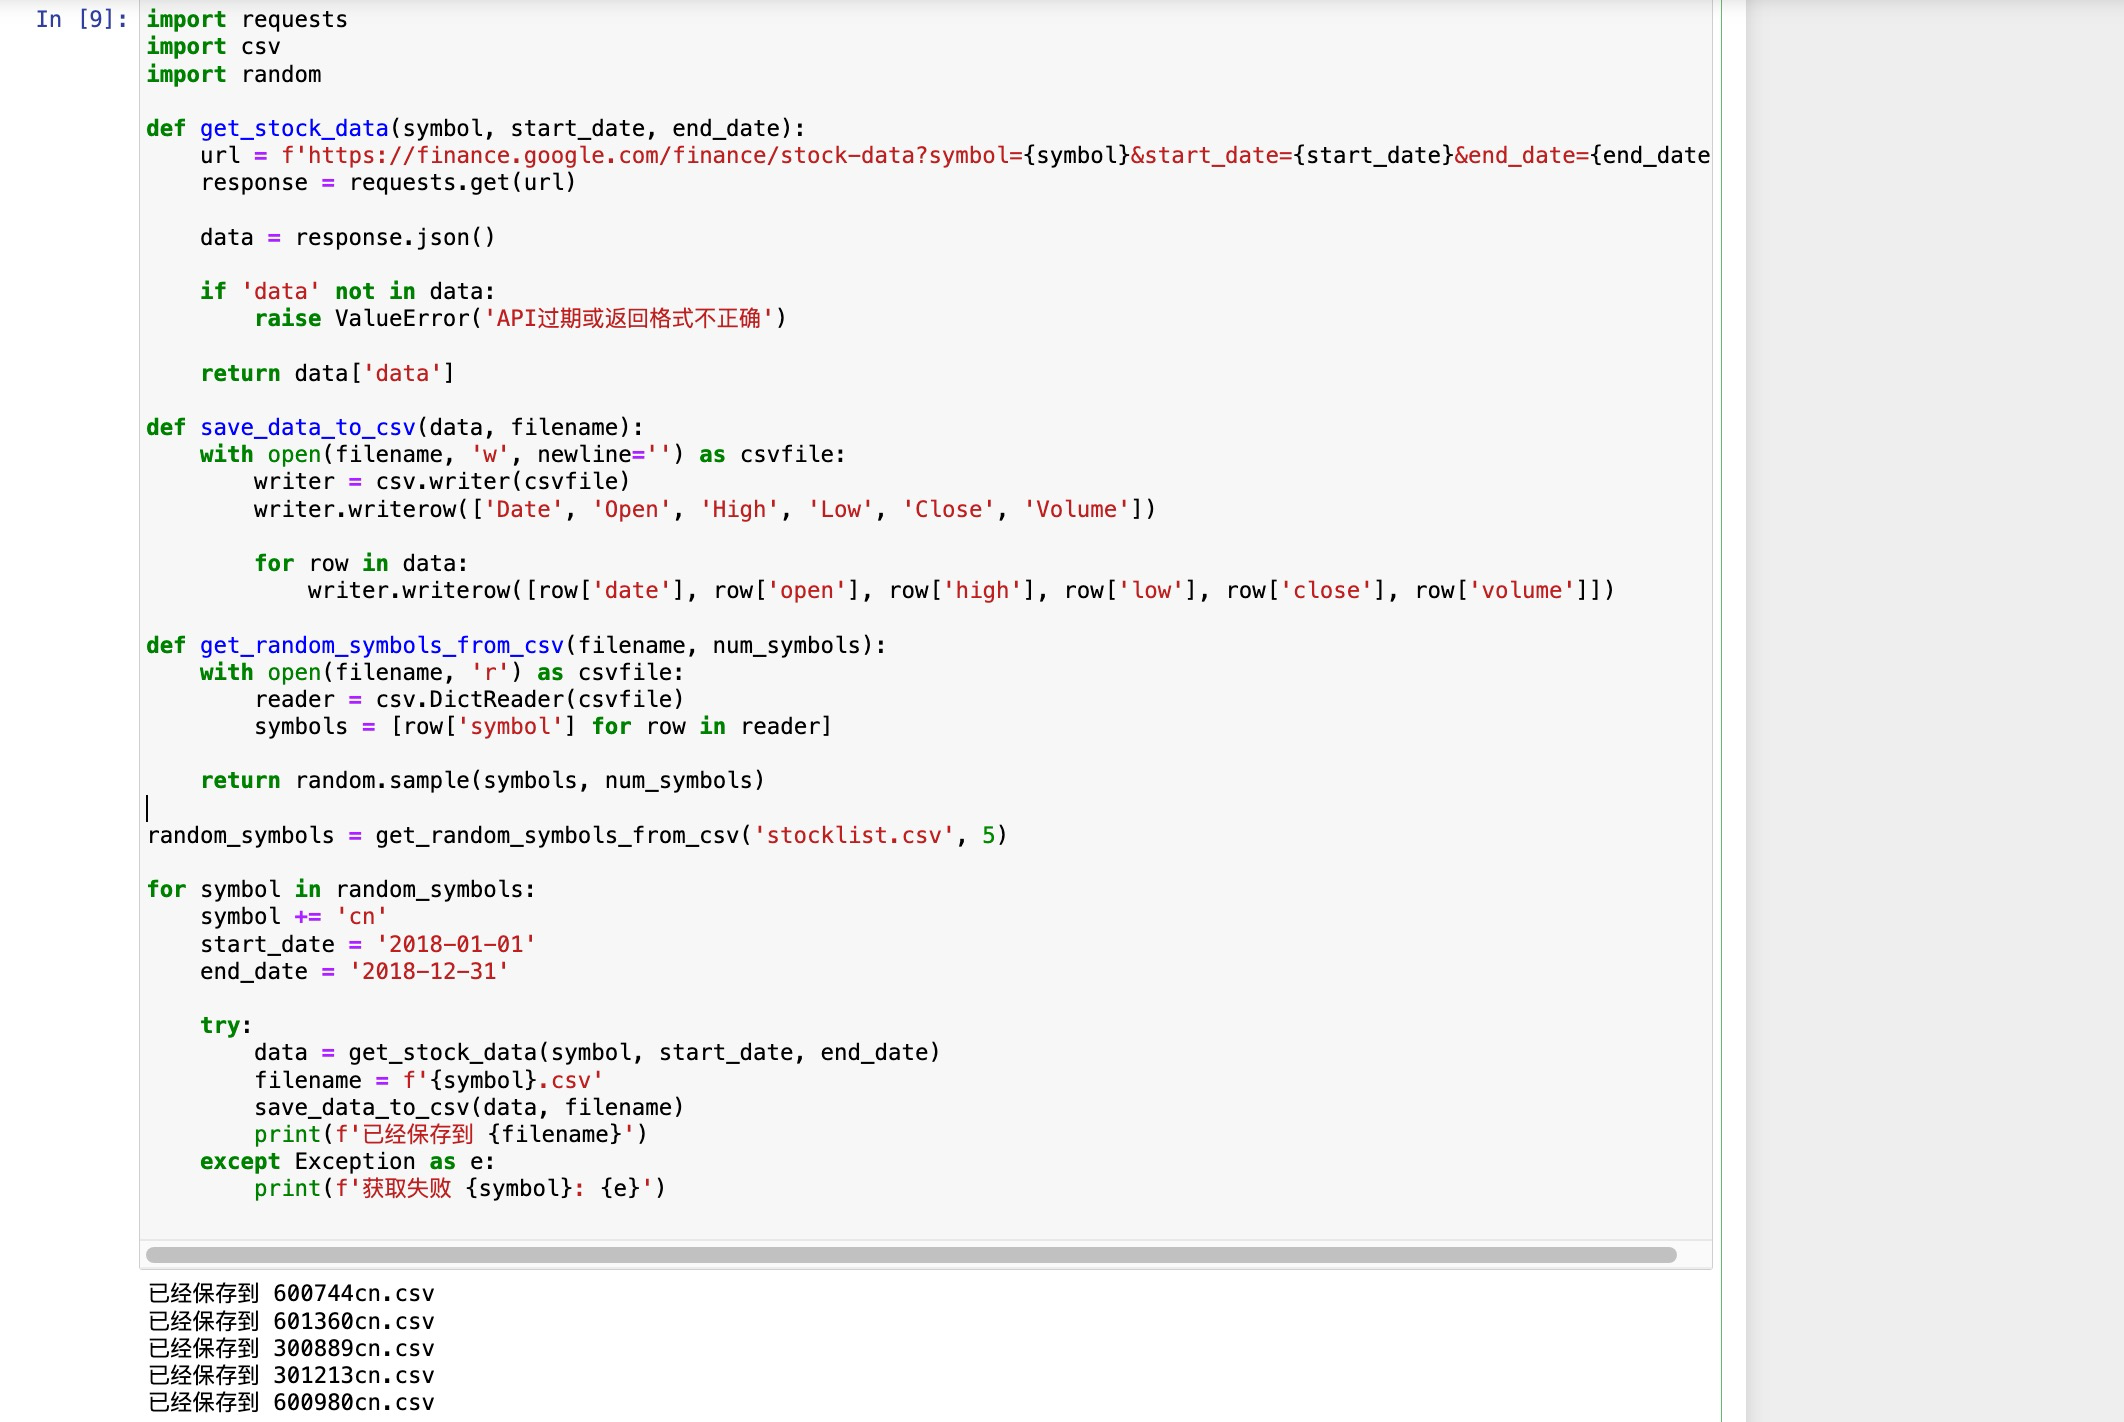 In [9]:
import requests
import csv
import random
def get_stock_data(symbol, start_date, end_date):
    url = f'https://finance.google.com/finance/stock-data?symbol={symbol}&start_date={start_date}&end_date={end_date
    response = requests.get(url)
    data = response.json()
    if 'data' not in data:
        raise ValueError('API过期或返回格式不正确')
    return data['data']
def save_data_to_csv(data, filename):
    with open(filename, 'w', newline='') as csvfile:
        writer = csv.writer(csvfile)
        writer.writerow(['Date', 'Open', 'High', 'Low', 'Close', 'Volume'])
        for row in data:
            writer.writerow([row['date'], row['open'], row['high'], row['low'], row['close'], row['volume']])
def get_random_symbols_from_csv(filename, num_symbols):
    with open(filename, 'r') as csvfile:
        reader = csv.DictReader(csvfile)
        symbols = [row['symbol'] for row in reader]
    return random.sample(symbols, num_symbols)
random_symbols = get_random_symbols_from_csv('stocklist.csv', 5)
for symbol in random_symbols:
    symbol += 'cn'
    start_date = '2018-01-01'
    end_date = '2018-12-31'
    try:
        data = get_stock_data(symbol, start_date, end_date)
        filename = f'{symbol}.csv'
        save_data_to_csv(data, filename)
        print(f'已经保存到 {filename}')
    except Exception as e:
        print(f'获取失败 {symbol}: {e}')
已经保存到 600744cn.csv
已经保存到 601360cn.csv
已经保存到 300889cn.csv
已经保存到 301213cn.csv
已经保存到 600980cn.csv